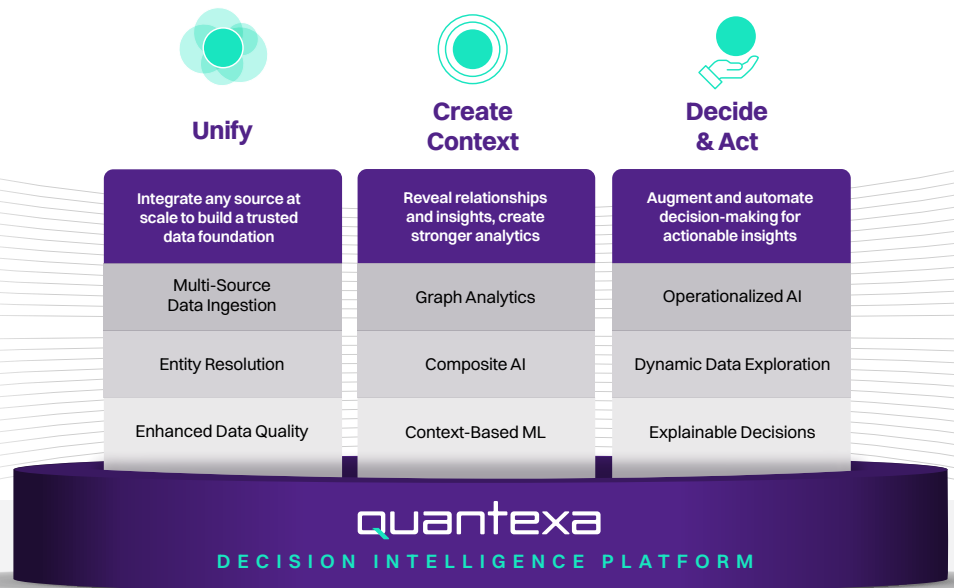 Unify
Create
Context
Decide
& Act
Integrate any source at
scale to build a trusted
data foundation
Reveal relationships
and insights, create
stronger analytics
Augment and automate
decision-making for
actionable insights
Multi-Source
Data Ingestion
Graph Analytics
Operationalized AI
Entity Resolution
Composite AI
Dynamic Data Exploration
Enhanced Data Quality
Context-Based ML
Explainable Decisions
quantexa
DECISION INTELLIGENCE PLATFORM